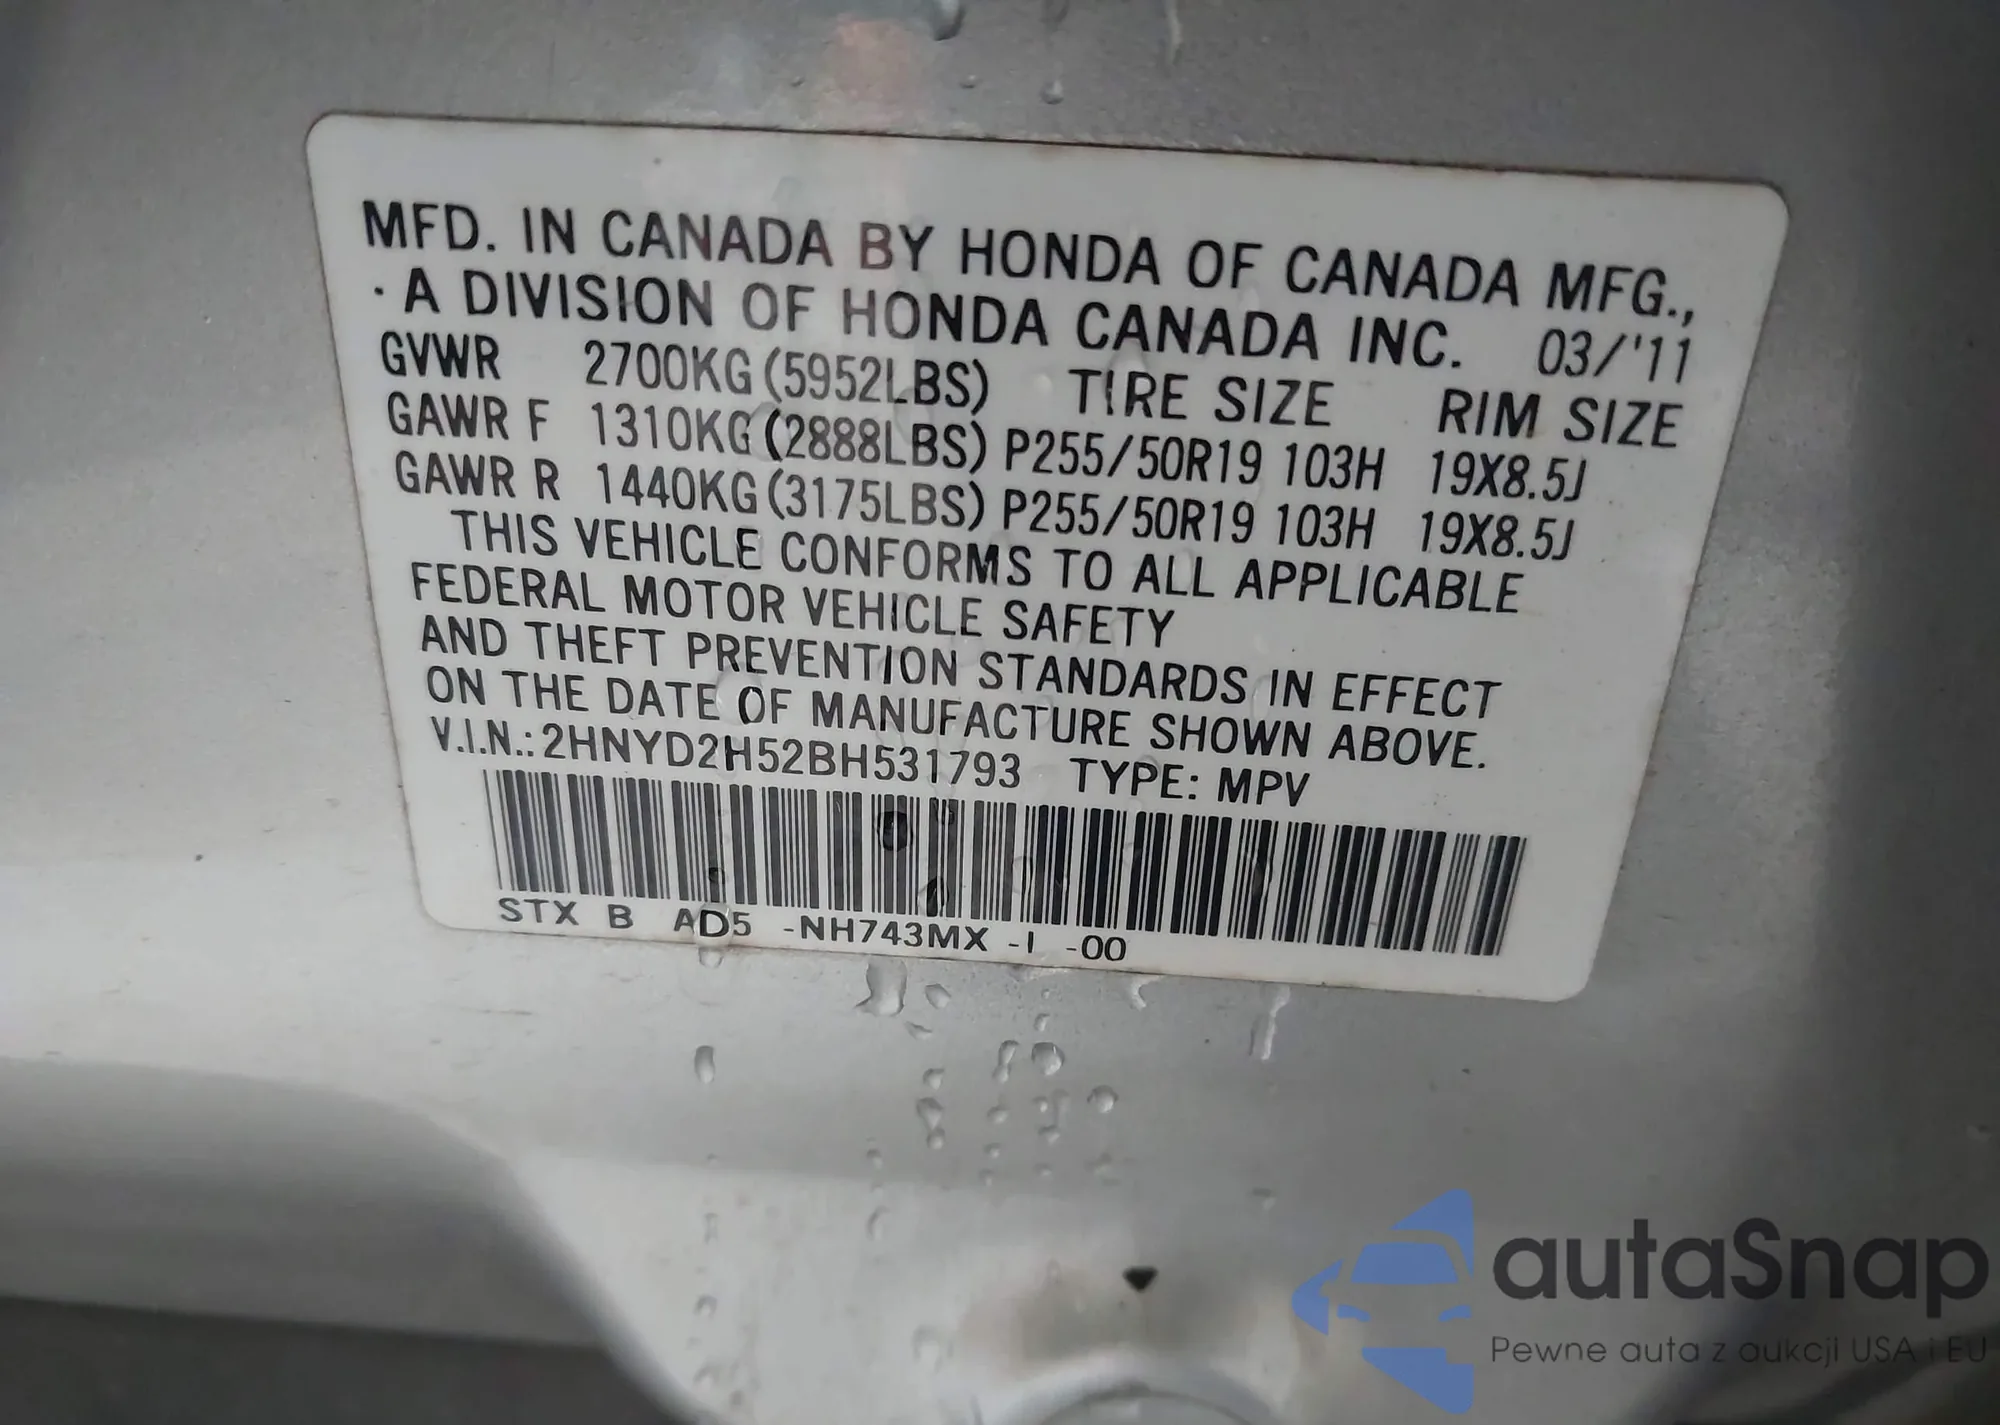 MFD. IN CANADA BY HONDA OF CANADA MFG.,
· A DIVISION OF HONDA CANADA INC. 03/'11
GVWR 2700KG (5952LBS) TIRE SIZE RIM SIZE
GAWR F 1310KG (2888LBS) P255/50R19 103H 19X8.5J
GAWR R 1440KG (3175LBS) P255/50R19 103H 19X8.5J
THIS VEHICLE CONFORMS TO ALL APPLICABLE
FEDERAL MOTOR VEHICLE SAFETY
AND THEFT PREVENTION STANDARDS IN EFFECT
ON THE DATE OF MANUFACTURE SHOWN ABOVE.
V.I.N.: 2HNYD2H52BH531793 TYPE: MPV
STX B AD5 -NH743MX -I -00
autaSnap
Pewne auta z aukcji USA i EU